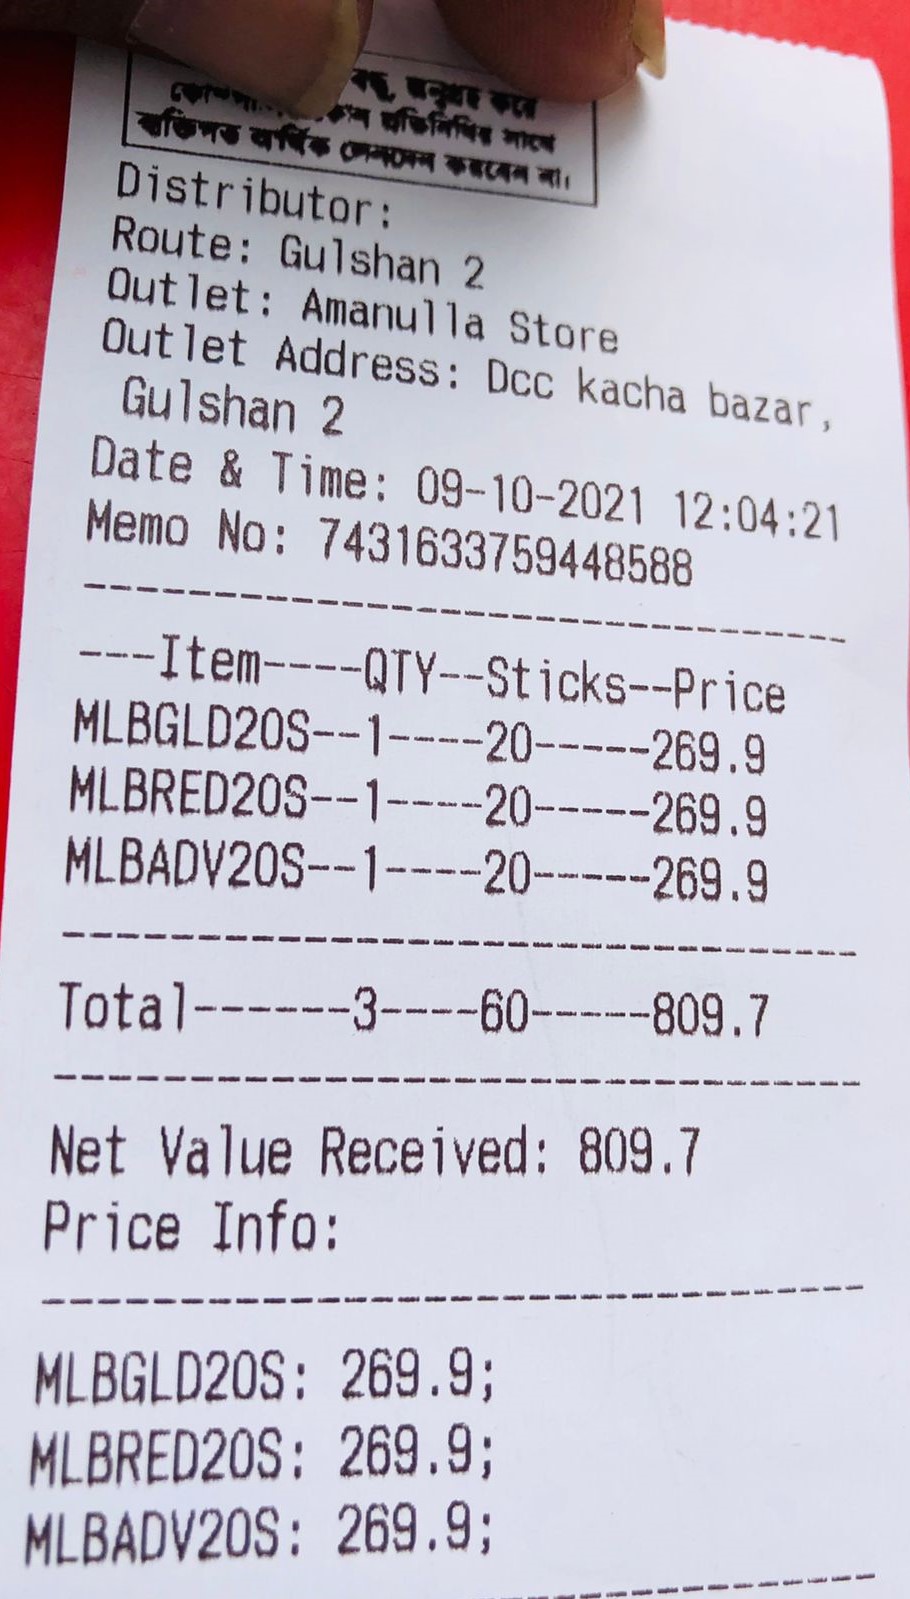 বন্ধু, অনুগ্রহ করে
প্রতিনিধির সাথে
ব্যক্তিগত আর্থিক লেনদেন করবেন না।
Distributor:
Route: Gulshan 2
Outlet: Amanulla Store
Outlet Address: Dcc kacha bazar,
Gulshan 2
Date & Time: 09-10-2021 12:04:21
Memo No: 7431633759448588
---Item----QTY--Sticks--Price
MLBGLD20S--1----20-----269.9
MLBRED20S--1----20-----269.9
MLBADV20S--1----20-----269.9
Total------3----60-----809.7
Net Value Received: 809.7
Price Info:
MLBGLD20S: 269.9;
MLBRED20S: 269.9;
MLBADV20S: 269.9;